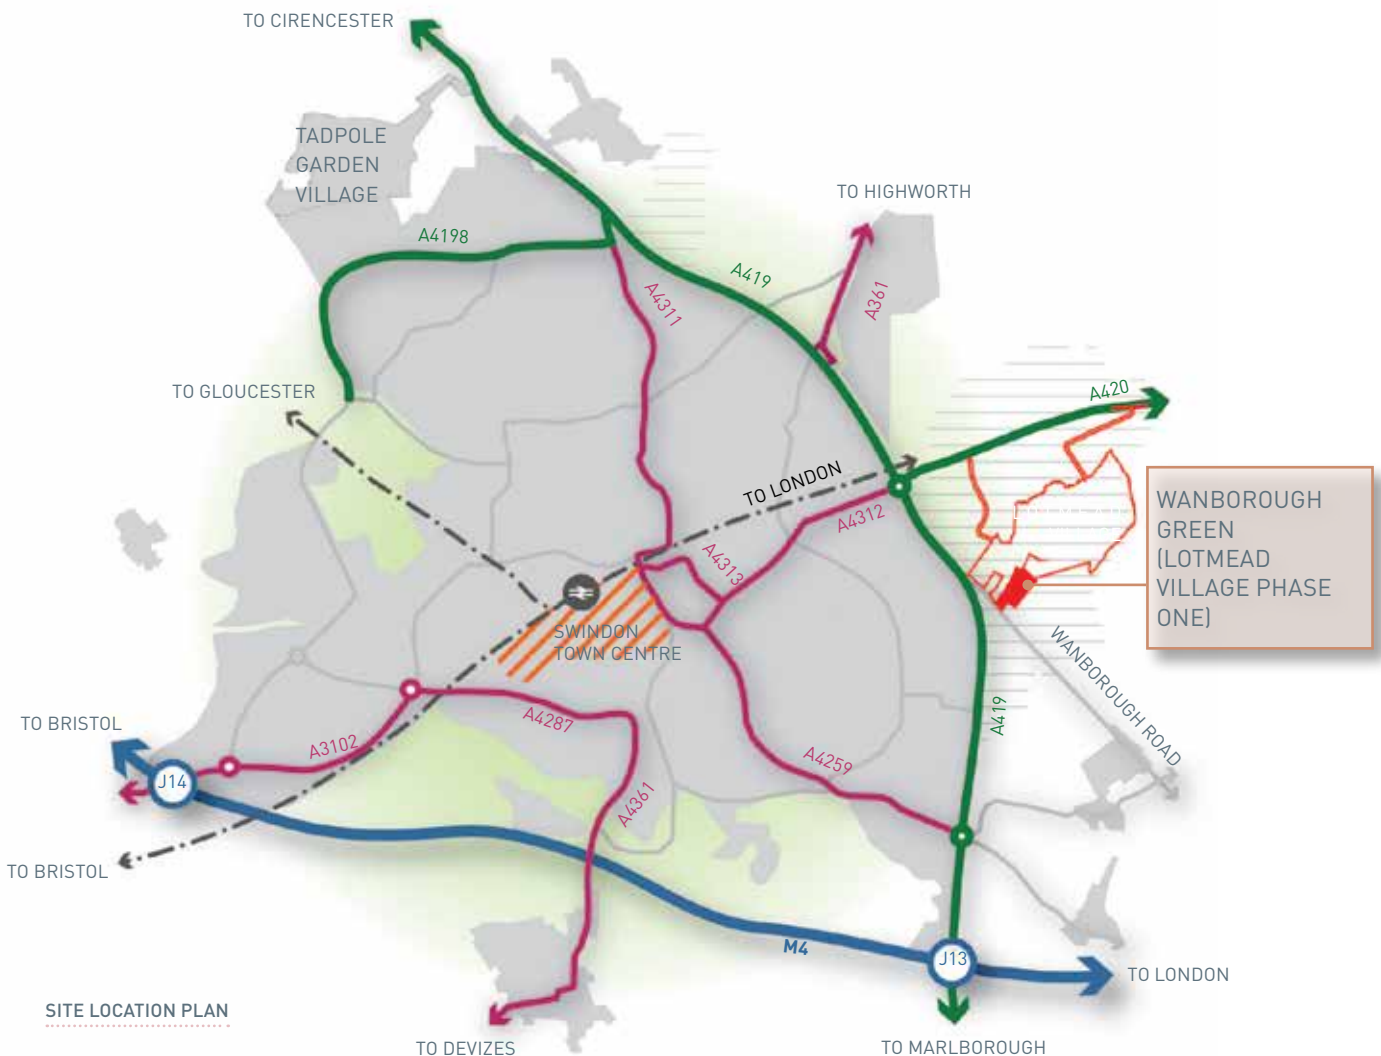 TO CIRENCESTER
TADPOLE
GARDEN
VILLAGE
TO HIGHWORTH
A4198
A419
A4311
A361
TO GLOUCESTER
A420
TO LONDON
A4312
WANBOROUGH
GREEN
(LOTMEAD
VILLAGE PHASE
ONE)
A4313
SWINDON
TOWN CENTRE
WANBOROUGH ROAD
A419
TO BRISTOL
A3102
A4287
A4259
J14
A4361
TO BRISTOL
M4
J13
TO LONDON
SITE LOCATION PLAN
TO DEVIZES
TO MARLBOROUGH